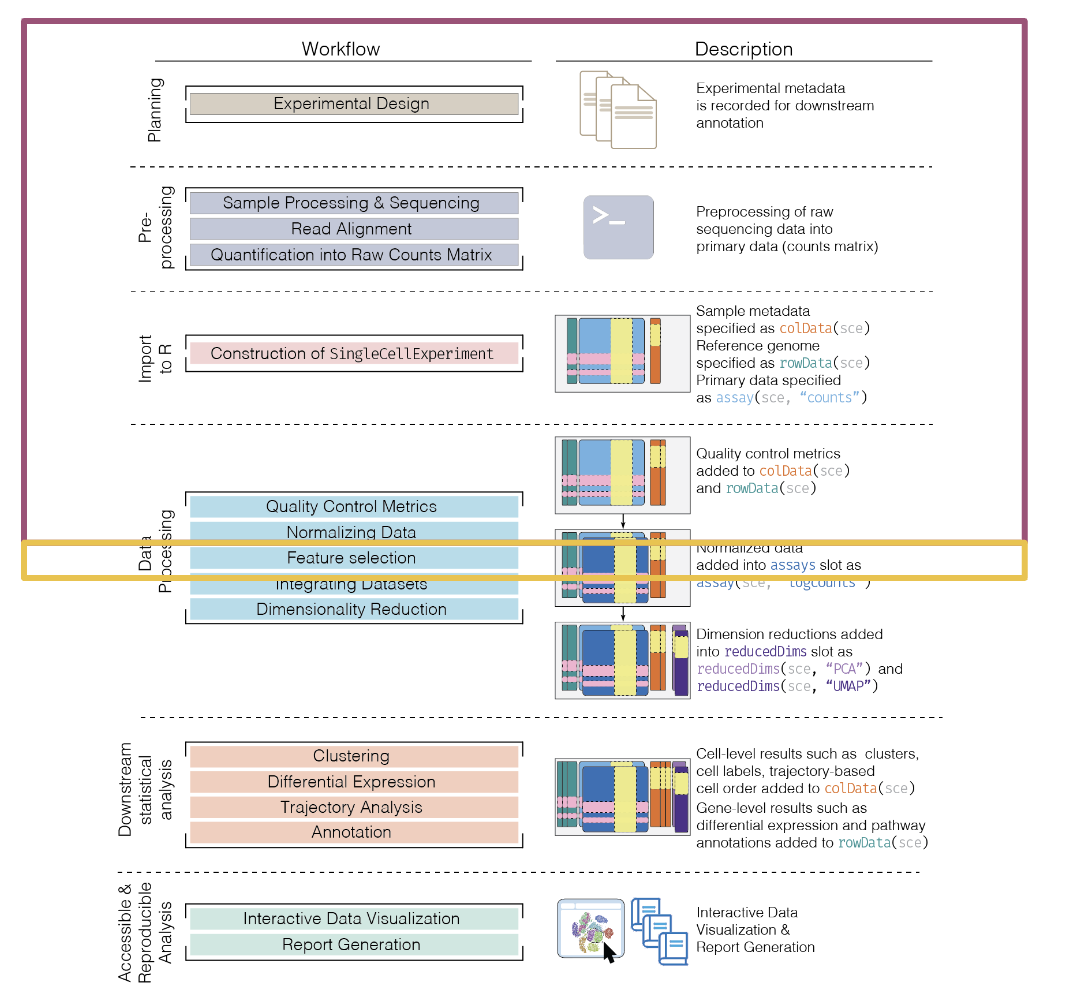 Workflow
Description
Planning
Experimental Design
Experimental metadata
is recorded for downstream
annotation
Pre-
processing
Sample Processing & Sequencing
Read Alignment
Quantification into Raw Counts Matrix
>_
Preprocessing of raw
sequencing data into
primary data (counts matrix)
Import
to R
Construction of SingleCellExperiment
Sample metadata
specified as colData(sce)
Reference genome
specified as rowData(sce)
Primary data specified
as assay(sce, “counts”)
Data
Processing
Quality Control Metrics
Normalizing Data
Feature selection
Integrating Datasets
Dimensionality Reduction
Quality control metrics
added to colData(sce)
and rowData(sce)
Normalized data
added into assays slot as
assay(sce, “logcounts”)
Dimension reductions added
into reducedDims slot as
reducedDims(sce, “PCA”) and
reducedDims(sce, “UMAP”)
Downstream
statistical
analysis
Clustering
Differential Expression
Trajectory Analysis
Annotation
Cell-level results such as clusters,
cell labels, trajectory-based
cell order added to colData(sce)
Gene-level results such as
differential expression and pathway
annotations added to rowData(sce)
Accessible &
Reproducible
Analysis
Interactive Data Visualization
Report Generation
Interactive Data
Visualization &
Report Generation